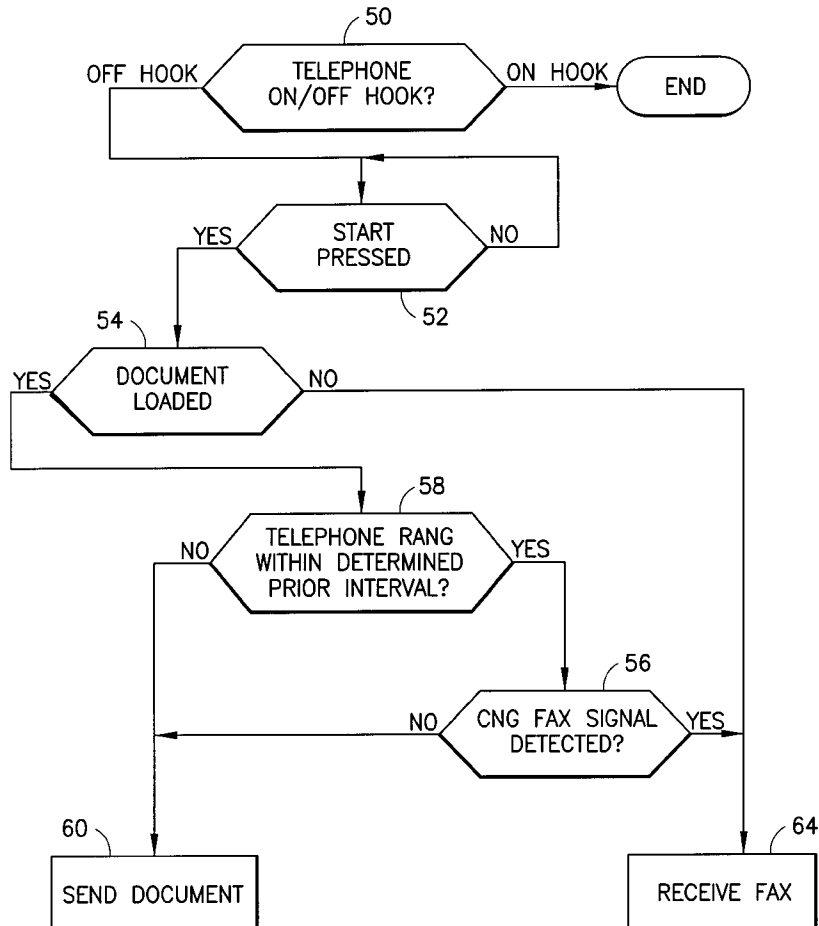 50
OFF HOOK
TELEPHONE
ON/OFF HOOK?
ON HOOK
END
YES
START
PRESSED
NO
52
54
YES
DOCUMENT
LOADED
NO
58
NO
TELEPHONE RANG
WITHIN DETERMINED
PRIOR INTERVAL?
YES
56
NO
CNG FAX SIGNAL
DETECTED?
YES
60
SEND DOCUMENT
64
RECEIVE FAX